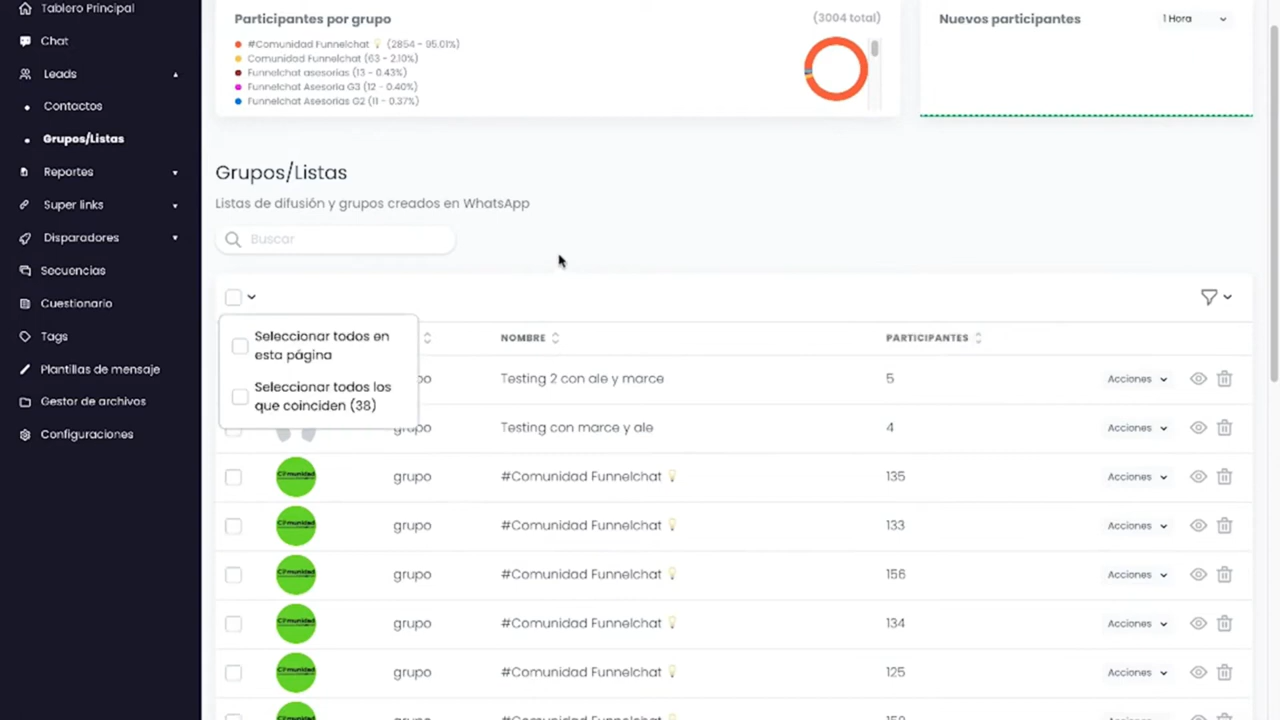 Tablero Principal
Chat
Leads
Contactos
Grupos/Listas
Reportes
Super links
Disparadores
Secuencias
Cuestionario
Tags
Plantillas de mensaje
Gestor de archivos
Configuraciones
Participantes por grupo
(3004 total)
#Comunidad Funnelchat 💡 (2854 - 95.01%)
Comunidad Funnelchat (63 - 2.10%)
Funnelchat asesorias (13 - 0.43%)
Funnelchat Asesoria G3 (12 - 0.40%)
Funnelchat Asesorias G2 (11 - 0.37%)
Nuevos participantes
1 Hora
Grupos/Listas
Listas de difusión y grupos creados en WhatsApp
Buscar
Seleccionar todos en
esta página
Seleccionar todos los
que coinciden (38)
NOMBRE
PARTICIPANTES
Testing 2 con ale y marce 5 Acciones
grupo Testing con marce y ale 4 Acciones
grupo #Comunidad Funnelchat 💡 135 Acciones
grupo #Comunidad Funnelchat 💡 133 Acciones
grupo #Comunidad Funnelchat 💡 156 Acciones
grupo #Comunidad Funnelchat 💡 134 Acciones
grupo #Comunidad Funnelchat 💡 125 Acciones